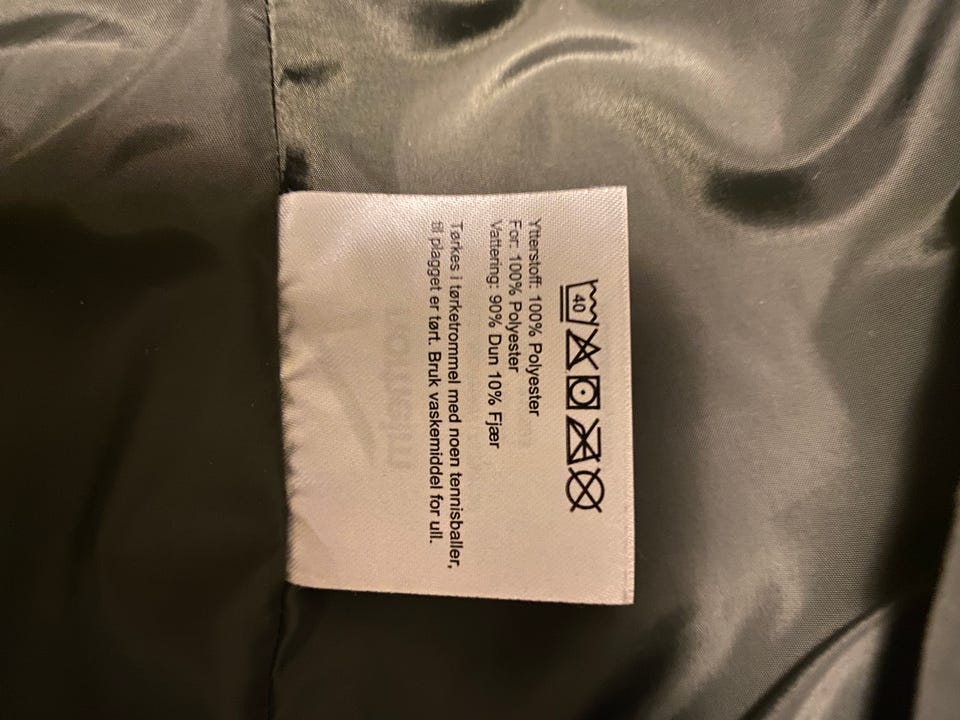 40
Ytterstoff: 100% Polyester
For: 100% Polyester
Vattering: 90% Dun 10% Fjær
Tørkes i tørketrommel med noen tennisballer,
til plagget er tørt. Bruk vaskemiddel for ull.